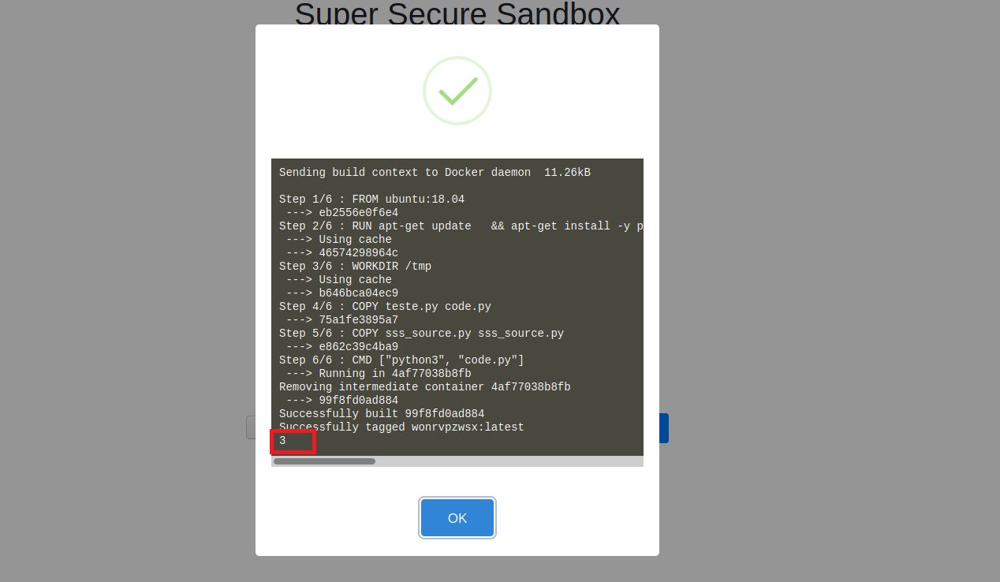 Super Secure Sandbox
Sending build context to Docker daemon  11.26kB
Step 1/6 : FROM ubuntu:18.04
 ---> eb2556e0f6e4
Step 2/6 : RUN apt-get update   && apt-get install -y p
 ---> Using cache
 ---> 46574298964c
Step 3/6 : WORKDIR /tmp
 ---> Using cache
 ---> b646bca04ec9
Step 4/6 : COPY teste.py code.py
 ---> 75a1fe3895a7
Step 5/6 : COPY sss_source.py sss_source.py
 ---> e862c39c4ba9
Step 6/6 : CMD ["python3", "code.py"]
 ---> Running in 4af77038b8fb
Removing intermediate container 4af77038b8fb
 ---> 99f8fd0ad884
Successfully built 99f8fd0ad884
Successfully tagged wonrvpzwsx:latest
3
OK